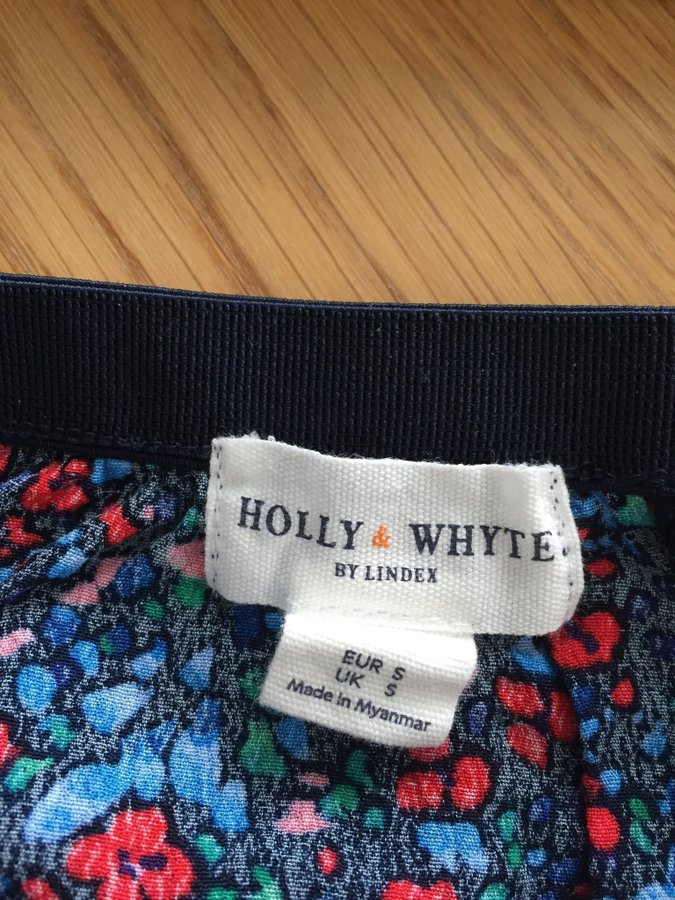 HOLLY & WHYTE
BY LINDEX
EUR S
UK S
Made in Myanmar